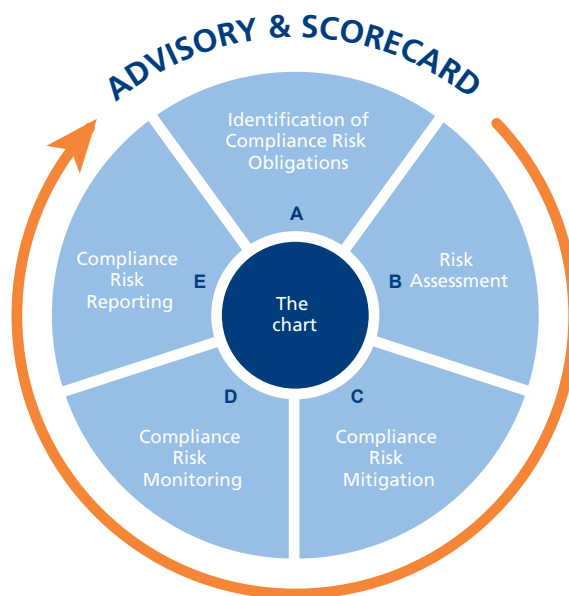 ADVISORY & SCORECARD
Identification of
Compliance Risk
Obligations
A
Risk
Assessment
B
Compliance
Risk
Mitigation
C
Compliance
Risk
Monitoring
D
Compliance
Risk
Reporting
E
The
chart